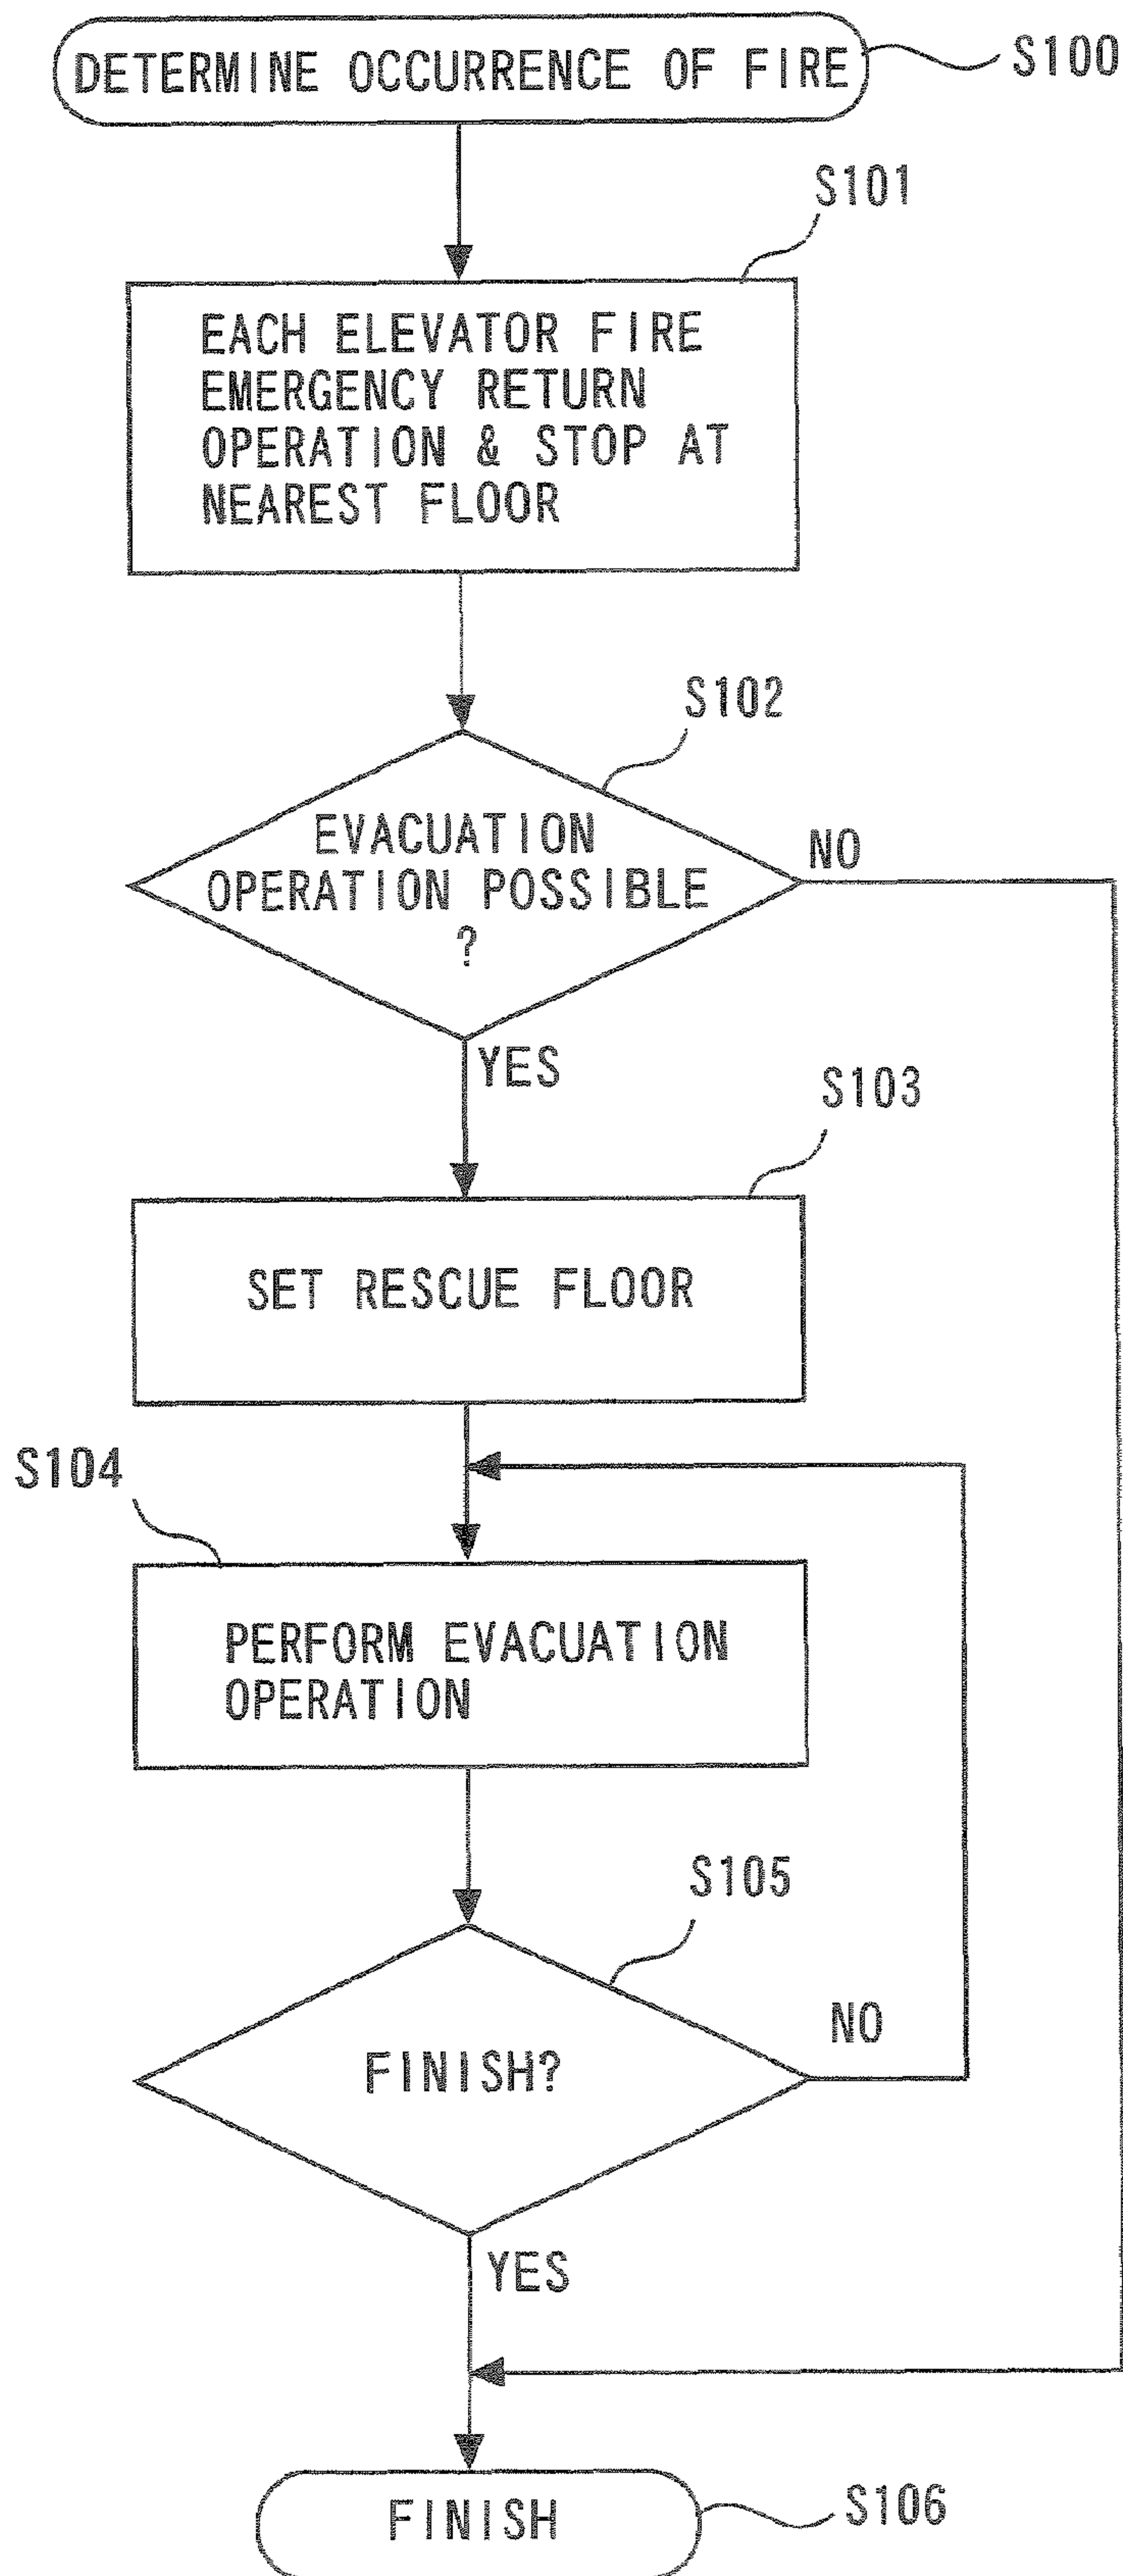 DETERMINE OCCURRENCE OF FIRE
S100
S101
EACH ELEVATOR FIRE
EMERGENCY RETURN
OPERATION & STOP AT
NEAREST FLOOR
S102
EVACUATION
OPERATION POSSIBLE
?
NO
YES
S103
SET RESCUE FLOOR
S104
PERFORM EVACUATION
OPERATION
S105
FINISH?
NO
YES
FINISH
S106